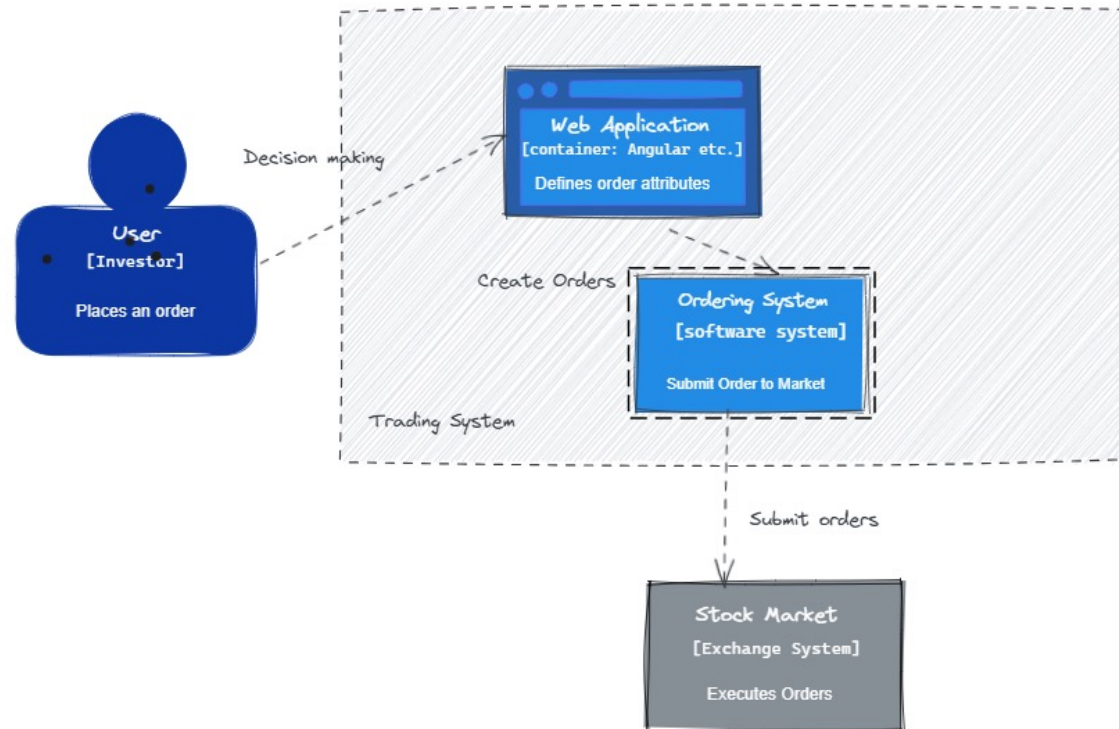 Web Application
[container: Angular etc.]
Defines order attributes
Decision making
User
[Investor]
Places an order
Create Orders
Ordering System
[software system]
Submit Order to Market
Trading System
Submit orders
Stock Market
[Exchange System]
Executes Orders